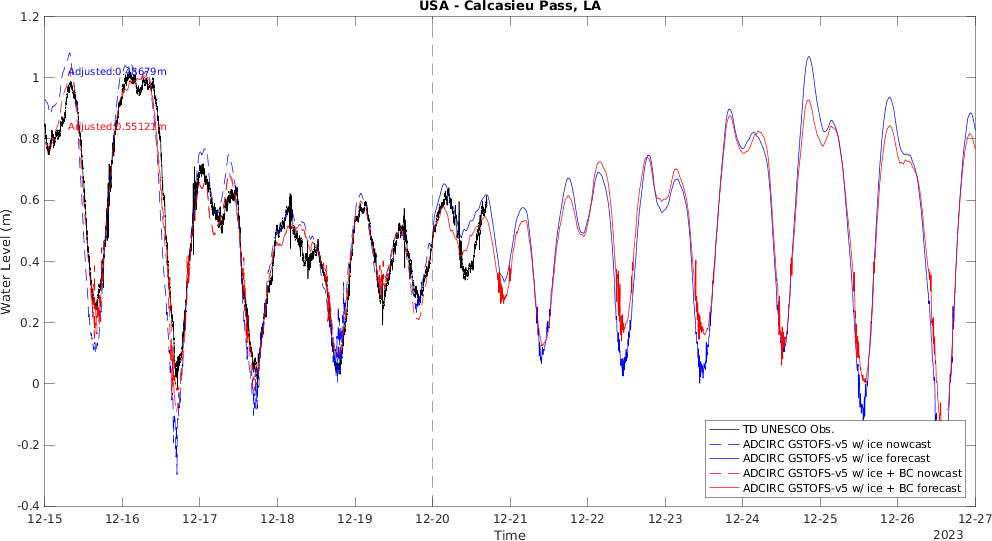 USA - Calcasieu Pass, LA
1.2
1
0.8
0.6
0.4
0.2
0
-0.2
-0.4
Water Level (m)
Adjusted:0.55121m
TD UNESCO Obs.
ADCIRC GSTOFS-v5 w/ ice nowcast
ADCIRC GSTOFS-v5 w/ ice forecast
ADCIRC GSTOFS-v5 w/ ice + BC nowcast
ADCIRC GSTOFS-v5 w/ ice + BC forecast
12-15 12-16 12-17 12-18 12-19 12-20 12-21 12-22 12-23 12-24 12-25 12-26 12-27
Time
2023